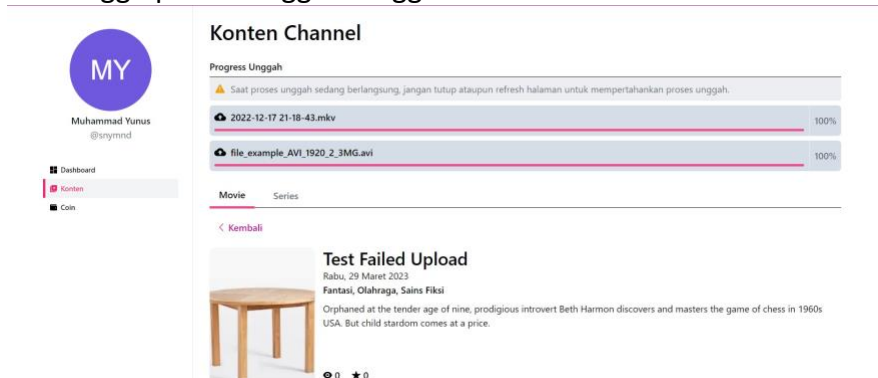 MY
Muhammad Yunus
@snymnd
Dashboard
Konten
Coin
Konten Channel
Progress Unggah
Saat proses unggah sedang berlangsung, jangan tutup ataupun refresh halaman untuk mempertahankan proses unggah.
2022-12-17 21-18-43.mkv 100%
file_example_AVI_1920_2_3MG.avi 100%
Movie Series
< Kembali
Test Failed Upload
Rabu, 29 Maret 2023
Fantasi, Olahraga, Sains Fiksi
Orphaned at the tender age of nine, prodigious introvert Beth Harmon discovers and masters the game of chess in 1960s
USA. But child stardom comes at a price.
0 0